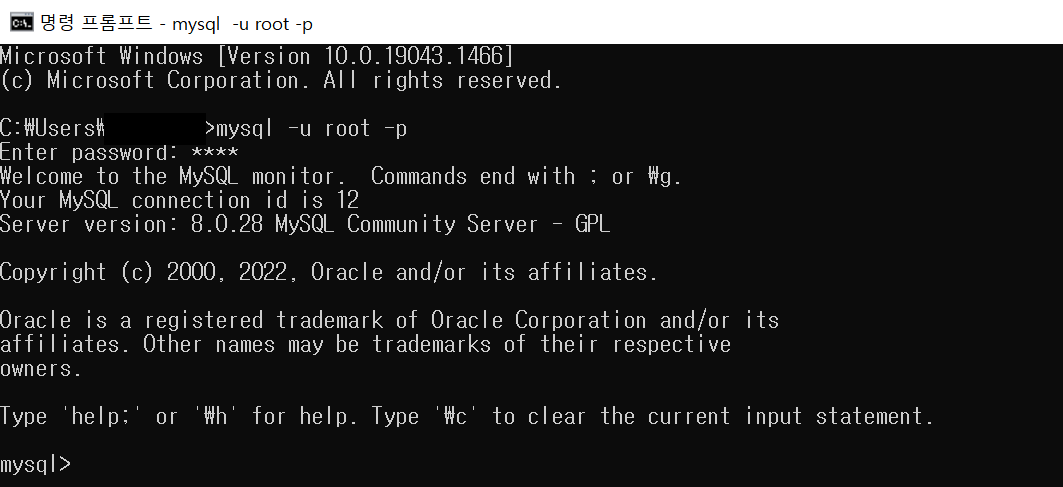 명령 프롬프트 - mysql  -u root -p
Microsoft Windows [Version 10.0.19043.1466]
(c) Microsoft Corporation. All rights reserved.
C:₩Users₩>mysql -u root -p
Enter password: ****
Welcome to the MySQL monitor.  Commands end with ; or ₩g.
Your MySQL connection id is 12
Server version: 8.0.28 MySQL Community Server - GPL
Copyright (c) 2000, 2022, Oracle and/or its affiliates.
Oracle is a registered trademark of Oracle Corporation and/or its
affiliates. Other names may be trademarks of their respective
owners.
Type 'help;' or '₩h' for help. Type '₩c' to clear the current input statement.
mysql>